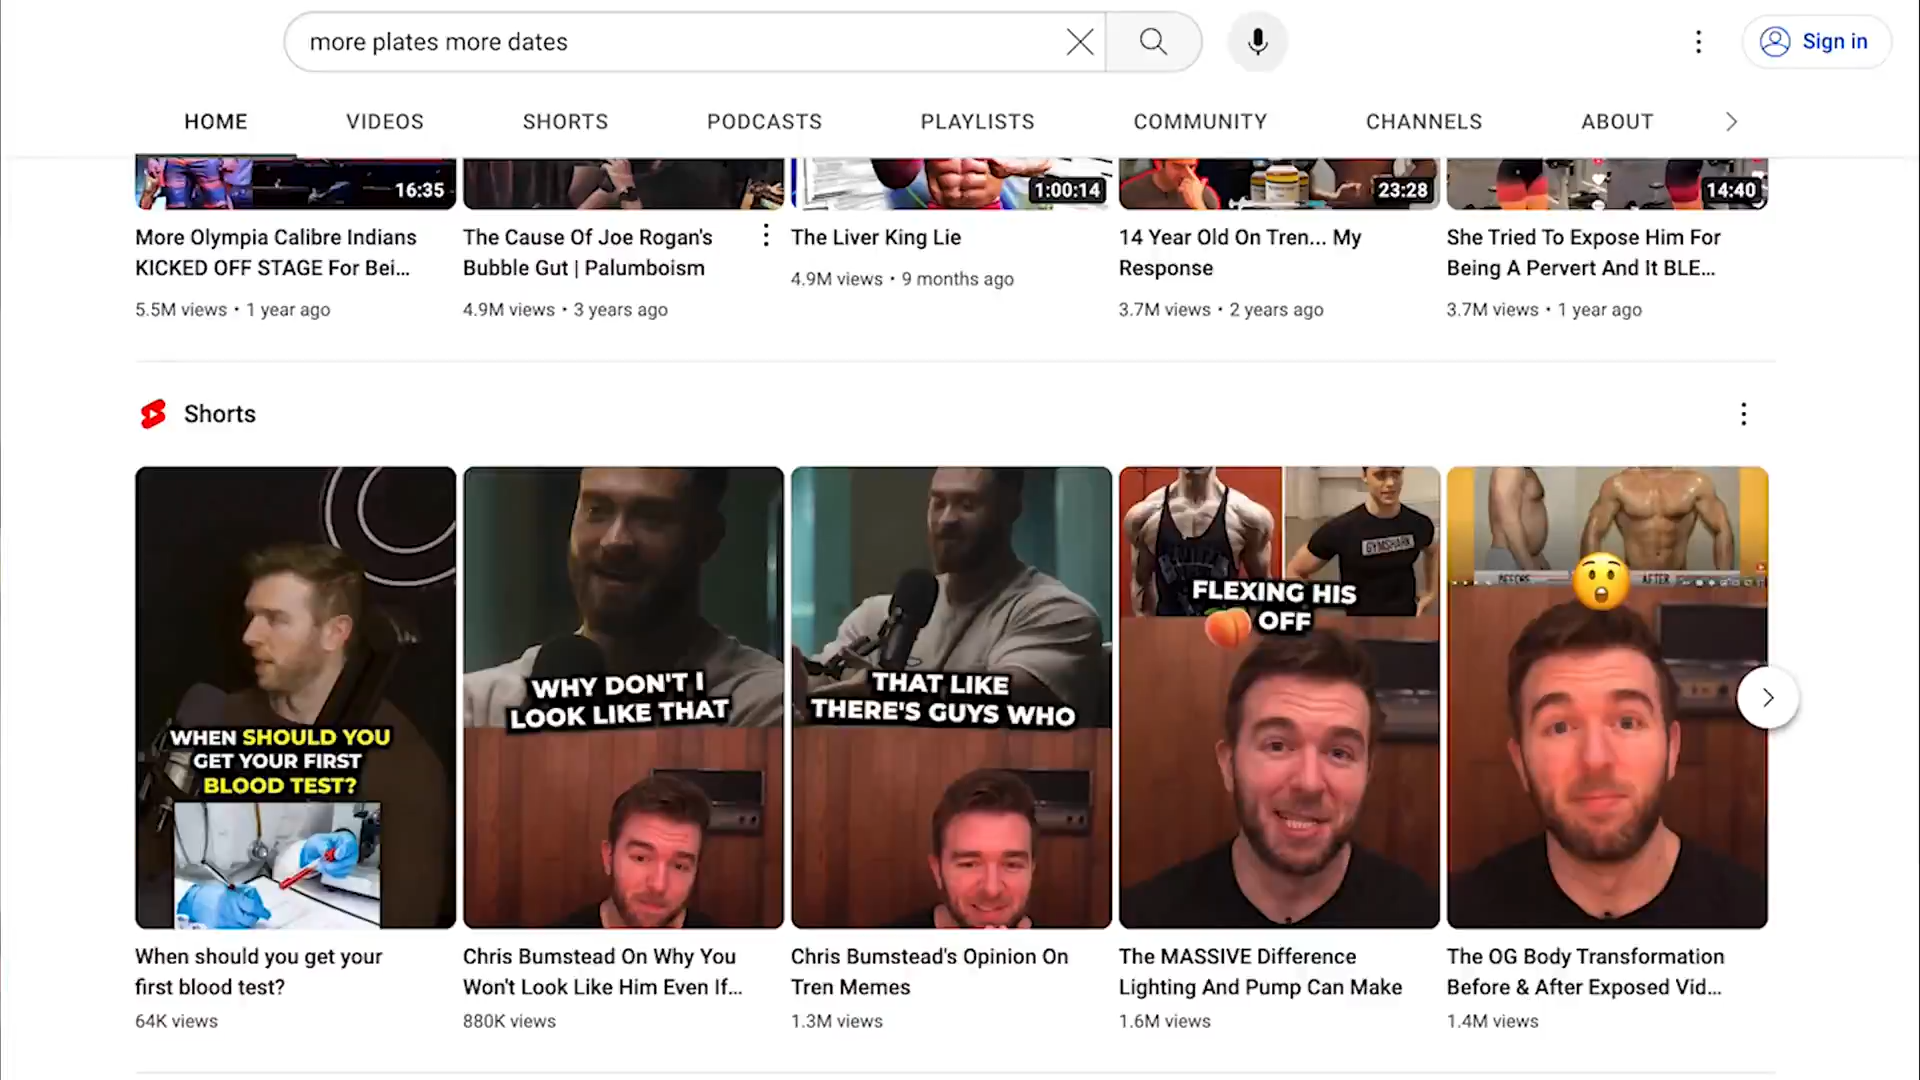 more plates more dates
Sign in
HOME VIDEOS SHORTS PODCASTS PLAYLISTS COMMUNITY CHANNELS ABOUT
16:35
1:00:14
23:28
14:40
More Olympia Calibre Indians
KICKED OFF STAGE For Bei...
5.5M views • 1 year ago
The Cause Of Joe Rogan's
Bubble Gut | Palumboism
4.9M views • 3 years ago
The Liver King Lie
4.9M views • 9 months ago
14 Year Old On Tren... My
Response
3.7M views • 2 years ago
She Tried To Expose Him For
Being A Pervert And It BLE...
3.7M views • 1 year ago
Shorts
WHEN SHOULD YOU
GET YOUR FIRST
BLOOD TEST?
WHY DON'T I
LOOK LIKE THAT
THAT LIKE
THERE'S GUYS WHO
GYMSHARK
FLEXING HIS
OFF
BEFORE
AFTER
When should you get your
first blood test?
64K views
Chris Bumstead On Why You
Won't Look Like Him Even If...
880K views
Chris Bumstead's Opinion On
Tren Memes
1.3M views
The MASSIVE Difference
Lighting And Pump Can Make
1.6M views
The OG Body Transformation
Before & After Exposed Vid...
1.4M views